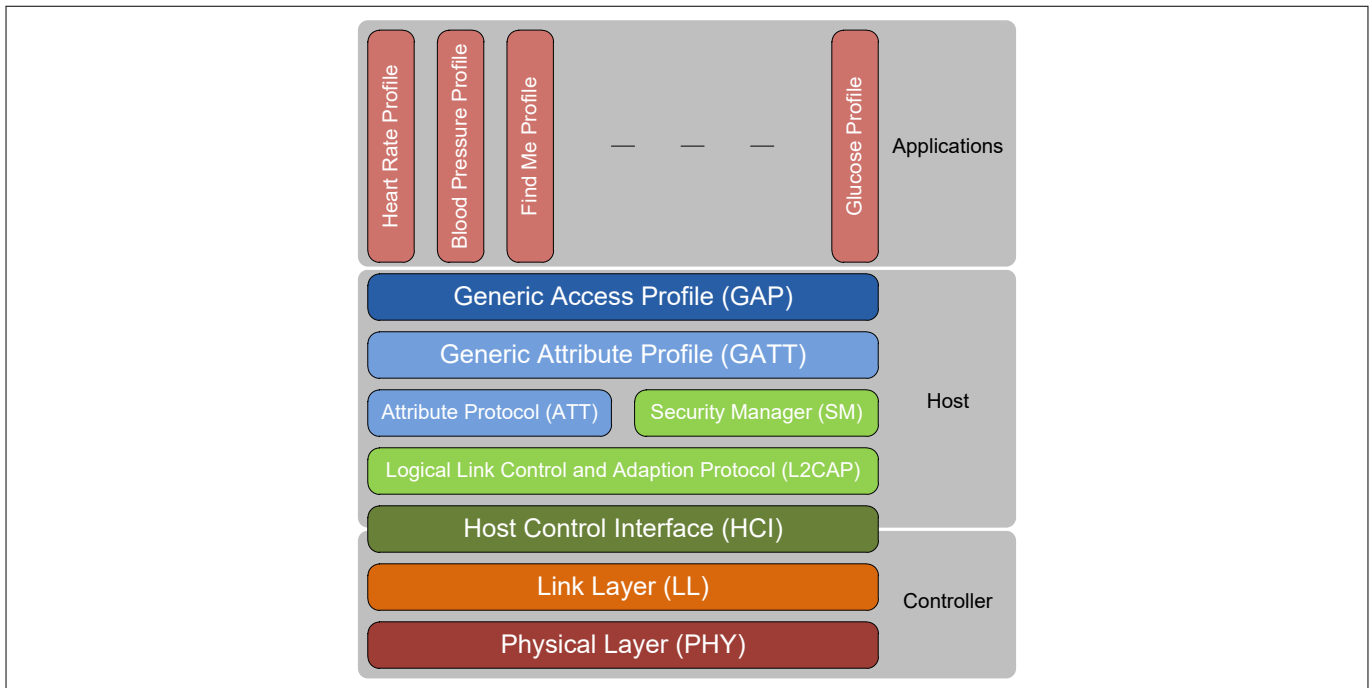 Heart Rate Profile
Blood Pressure Profile
Find Me Profile
— — —
Glucose Profile
Applications
Generic Access Profile (GAP)
Generic Attribute Profile (GATT)
Attribute Protocol (ATT)
Security Manager (SM)
Host
Logical Link Control and Adaption Protocol (L2CAP)
Host Control Interface (HCI)
Link Layer (LL)
Controller
Physical Layer (PHY)